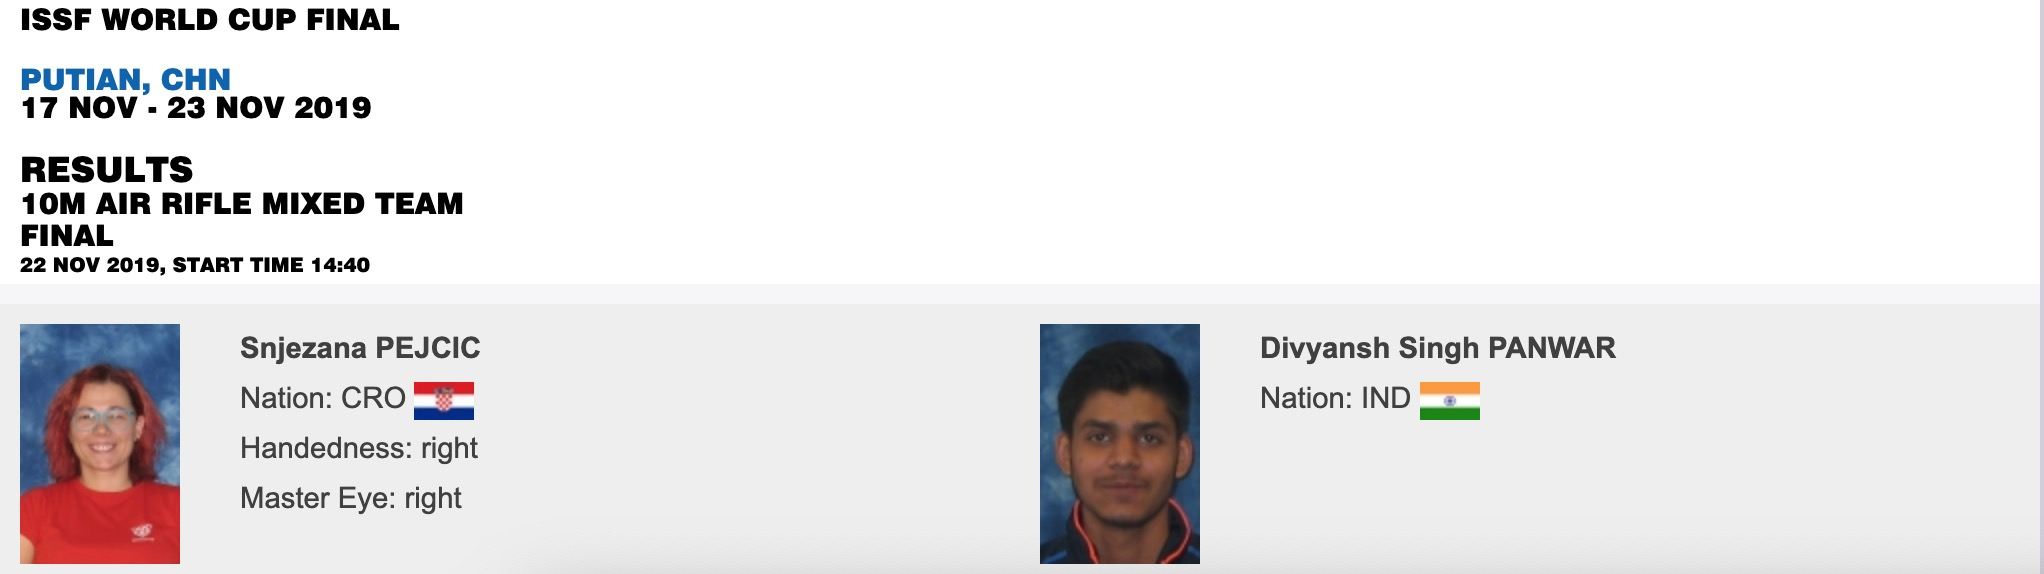 ISSF WORLD CUP FINAL
PUTIAN, CHN
17 NOV - 23 NOV 2019
RESULTS
10M AIR RIFLE MIXED TEAM
FINAL
22 NOV 2019, START TIME 14:40
Snjezana PEJCIC
Nation: CRO
Handedness: right
Master Eye: right
Divyansh Singh PANWAR
Nation: IND